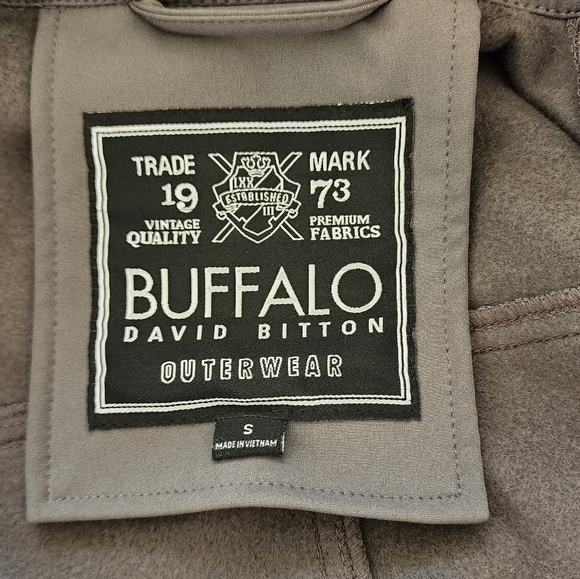 TRADE MARK
19 73
LXX
ESTABLISHED
III
VINTAGE QUALITY
PREMIUM FABRICS
BUFFALO
DAVID BITTON
OUTERWEAR
S
MADE IN VIETNAM